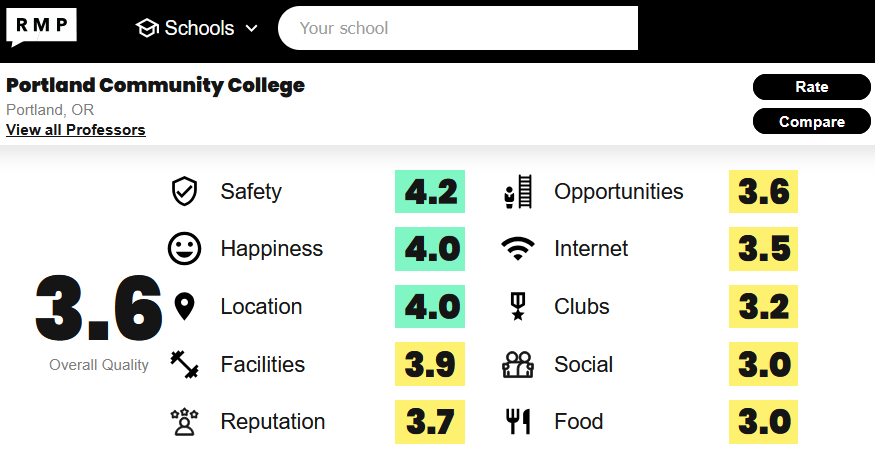 RMP
Schools
Your school
Portland Community College
Portland, OR
View all Professors
Rate
Compare
3.6
Overall Quality
Safety 4.2
Happiness 4.0
Location 4.0
Facilities 3.9
Reputation 3.7
Opportunities 3.6
Internet 3.5
Clubs 3.2
Social 3.0
Food 3.0